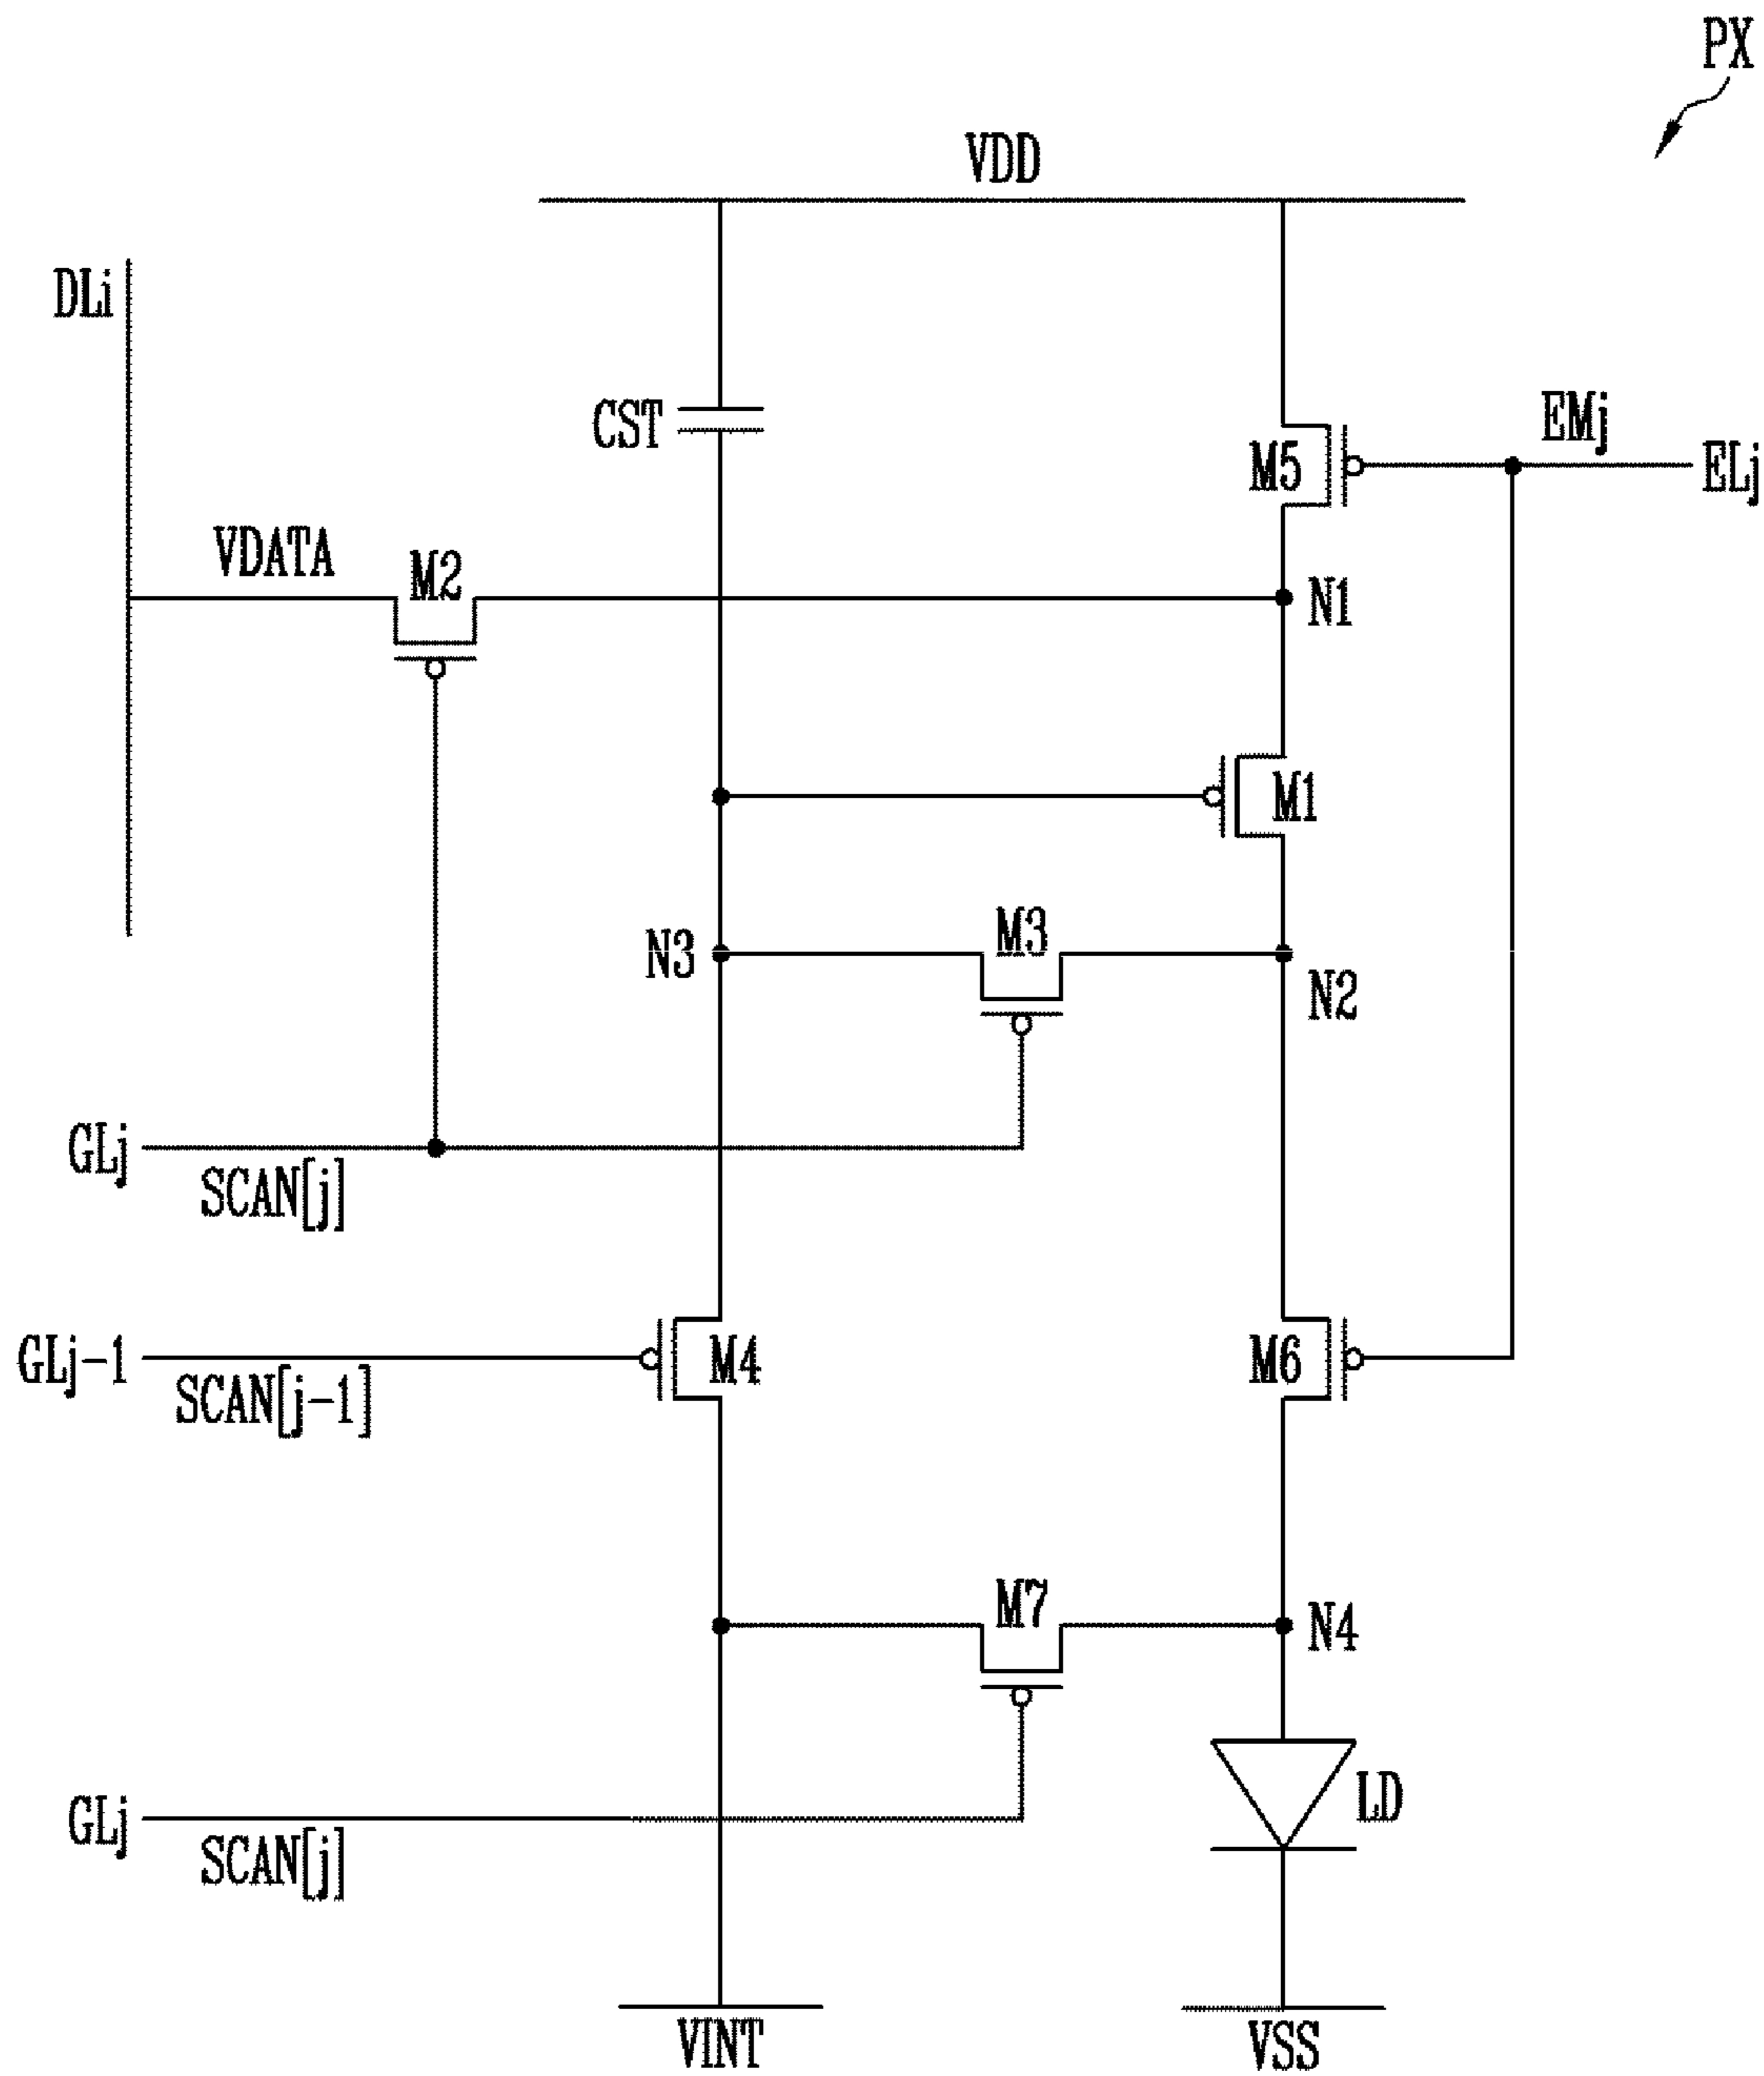 PX
VDD
DLi
CST
EMj
M5
ELj
VDATA
M2
N1
M1
M3
N3
N2
GLj
SCAN[j]
GLj-1
M4
M6
SCAN[j-1]
M7
N4
LD
GLj
SCAN[j]
VINT
VSS